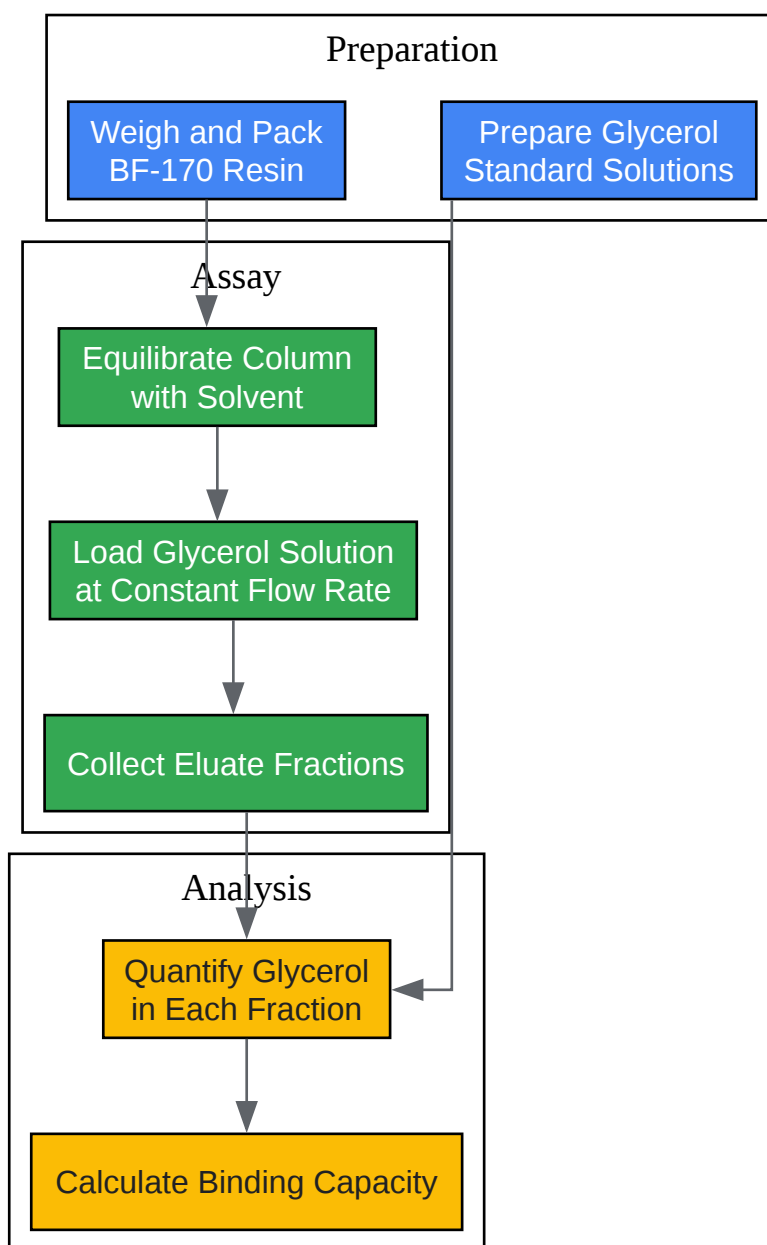 Preparation
Weigh and Pack
BF-170 Resin
Prepare Glycerol
Standard Solutions
Assay
Equilibrate Column
with Solvent
Load Glycerol Solution
at Constant Flow Rate
Collect Eluate Fractions
Analysis
Quantify Glycerol
in Each Fraction
Calculate Binding Capacity